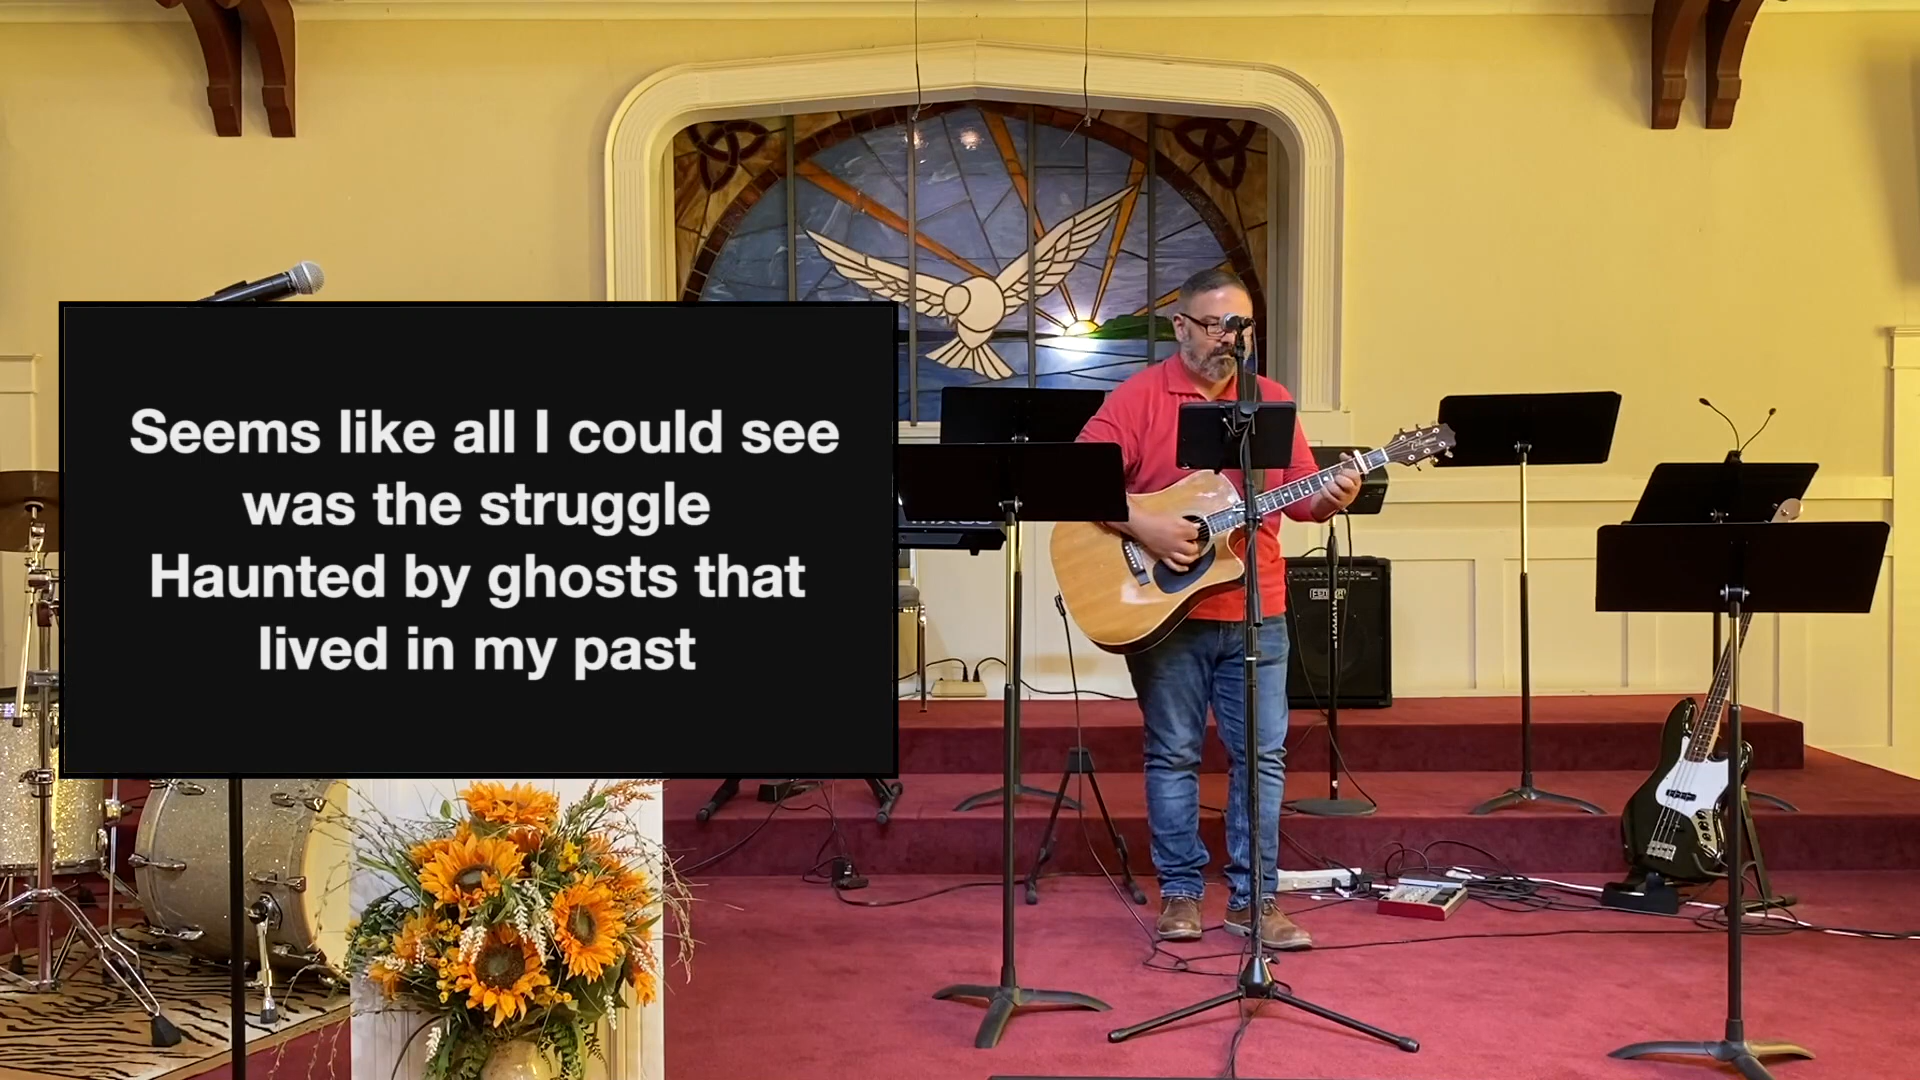 Seems like all I could see
was the struggle
Haunted by ghosts that
lived in my past